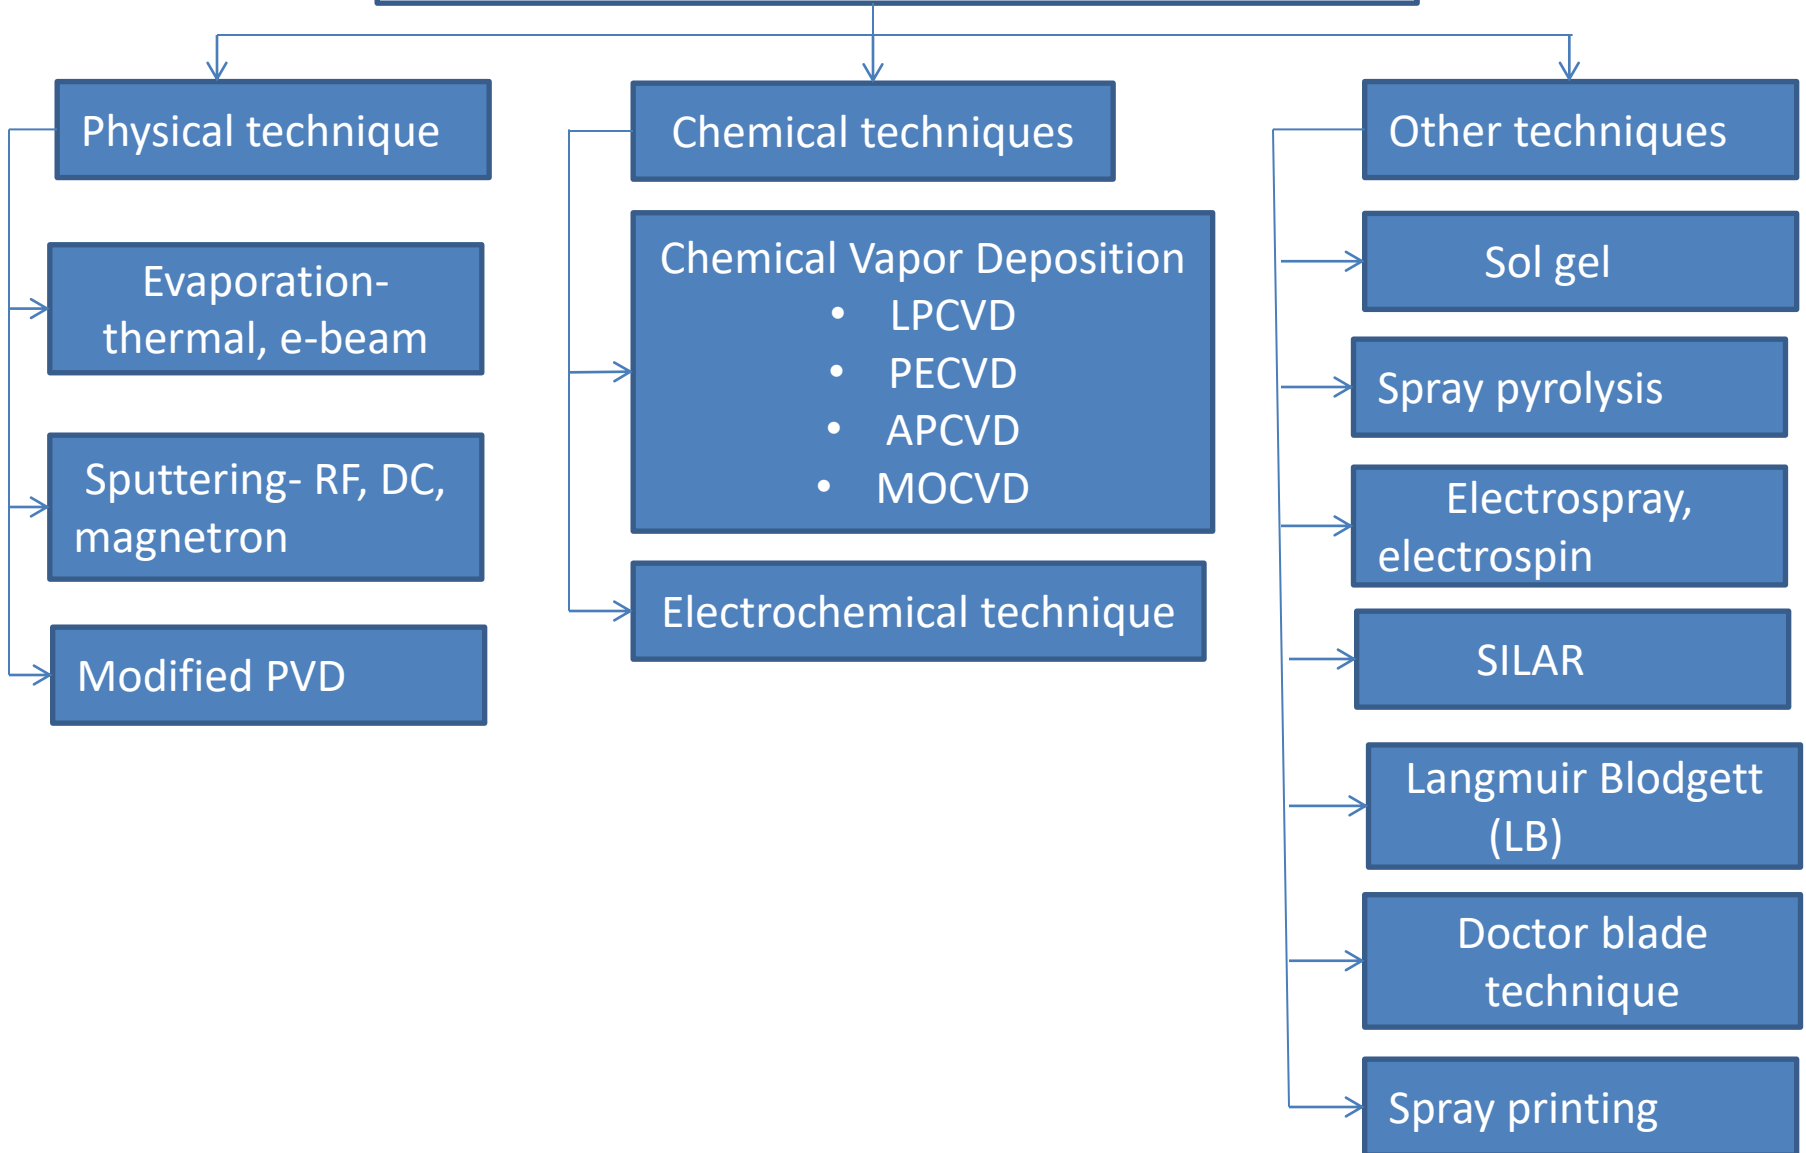 Physical technique
Evaporation-
thermal, e-beam
Sputtering- RF, DC,
magnetron
Modified PVD
Chemical techniques
Chemical Vapor Deposition
• LPCVD
• PECVD
• APCVD
• MOCVD
Electrochemical technique
Other techniques
Sol gel
Spray pyrolysis
Electrospray,
electrospin
SILAR
Langmuir Blodgett
(LB)
Doctor blade
technique
Spray printing